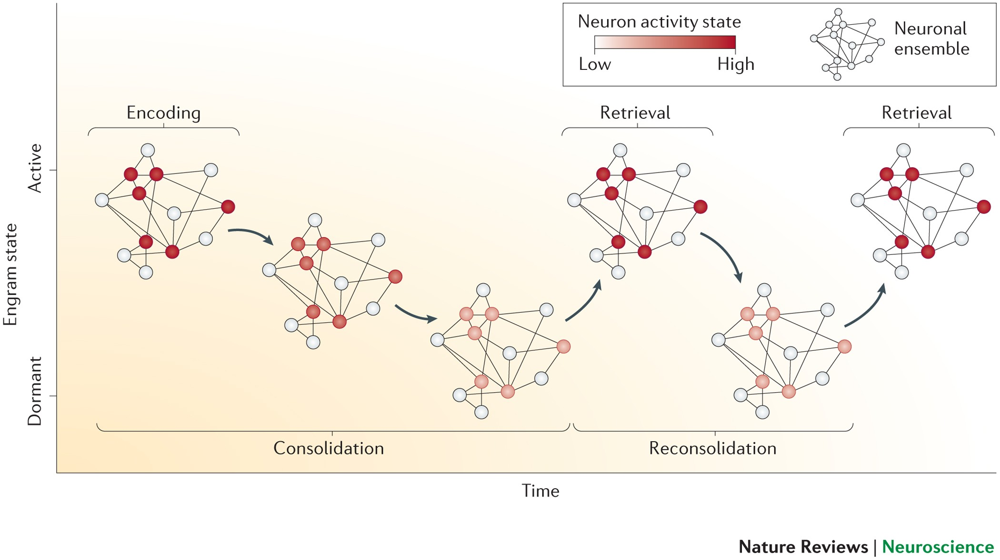 Neuron activity state
Low
High
Neuronal
ensemble
Encoding
Retrieval
Retrieval
Active
Engram state
Dormant
Consolidation
Reconsolidation
Time
Nature Reviews | Neuroscience